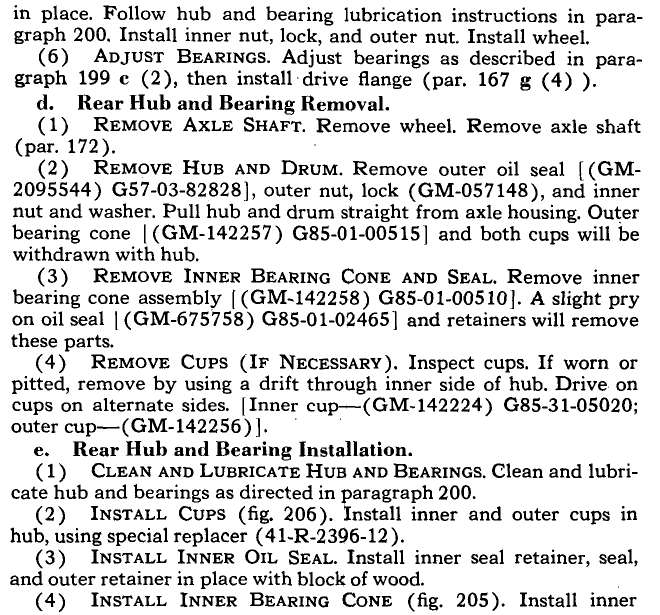 in place. Follow hub and bearing lubrication instructions in para-
graph 200. Install inner nut, lock, and outer nut. Install wheel.
(6) ADJUST BEARINGS. Adjust bearings as described in para-
graph 199 c (2), then install drive flange (par. 167 g (4) ).
d. Rear Hub and Bearing Removal.
(1) REMOVE AXLE SHAFT. Remove wheel. Remove axle shaft
(par. 172).
(2) REMOVE HUB AND DRUM. Remove outer oil seal [(GM-
2095544) G57-03-82828], outer nut, lock (GM-057148), and inner
nut and washer. Pull hub and drum straight from axle housing. Outer
bearing cone [(GM-142257) G85-01-00515] and both cups will be
withdrawn with hub.
(3) REMOVE INNER BEARING CONE AND SEAL. Remove inner
bearing cone assembly [(GM-142258) G85-01-00510]. A slight pry
on oil seal [(GM-675758) G85-01-02465] and retainers will remove
these parts.
(4) REMOVE CUPS (IF NECESSARY). Inspect cups. If worn or
pitted, remove by using a drift through inner side of hub. Drive on
cups on alternate sides. [Inner cup—(GM-142224) G85-31-05020;
outer cup—(GM-142256)].
e. Rear Hub and Bearing Installation.
(1) CLEAN AND LUBRICATE HUB AND BEARINGS. Clean and lubri-
cate hub and bearings as directed in paragraph 200.
(2) INSTALL CUPS (fig. 206). Install inner and outer cups in
hub, using special replacer (41-R-2396-12).
(3) INSTALL INNER OIL SEAL. Install inner seal retainer, seal,
and outer retainer in place with block of wood.
(4) INSTALL INNER BEARING CONE (fig. 205). Install inner